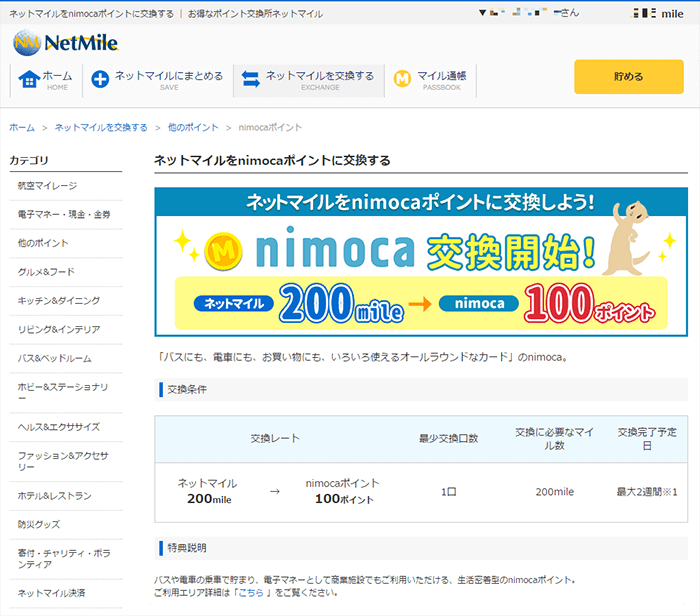 ネットマイルをnimocaポイントに交換する | お得なポイント交換所ネットマイル
▼
さん
mile
NM NetMile
ホーム
HOME
ネットマイルにまとめる
SAVE
ネットマイルを交換する
EXCHANGE
M マイル通帳
PASSBOOK
貯める
ホーム > ネットマイルを交換する > 他のポイント > nimocaポイント
カテゴリ
航空マイレージ
電子マネー・現金・金券
他のポイント
グルメ&フード
キッチン&ダイニング
リビング&インテリア
バス&ベッドルーム
ホビー&ステーショナリ
ー
ヘルス&エクササイズ
ファッション&アクセサ
リー
ホテル&レストラン
防災グッズ
寄付・チャリティ・ボラ
ンティア
ネットマイル決済
ネットマイルをnimocaポイントに交換する
ネットマイルをnimocaポイントに交換しよう!
M nimoca 交換開始!
ネットマイル 200mile → nimoca 100ポイント
「バスにも、電車にも、お買い物にも、いろいろ使えるオールラウンドなカード」のnimoca。
交換条件
交換レート
最少交換口数
交換に必要なマイ
ル数
交換完了予定
日
ネットマイル
200mile
→
nimocaポイント
100ポイント
1口
200mile
最大2週間※1
特典説明
バスや電車の乗車で貯まり、電子マネーとして商業施設でもご利用いただける、生活密着型のnimocaポイント。
ご利用エリア詳細は「こちら 」をご覧ください。